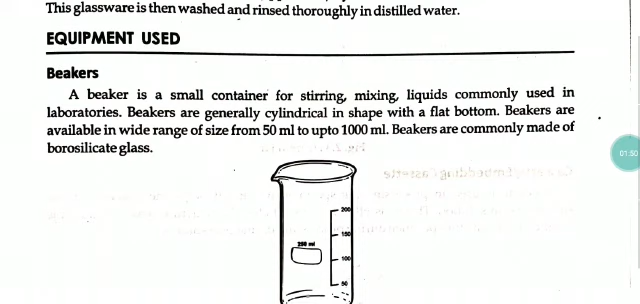 This glassware is then washed and rinsed thoroughly in distilled water.
EQUIPMENT USED
Beakers
A beaker is a small container for stirring, mixing, liquids commonly used in
laboratories. Beakers are generally cylindrical in shape with a flat bottom. Beakers are
available in wide range of size from 50 ml to upto 1000 ml. Beakers are commonly made of
borosilicate glass.
01:50
200
150
250 ml
100
50